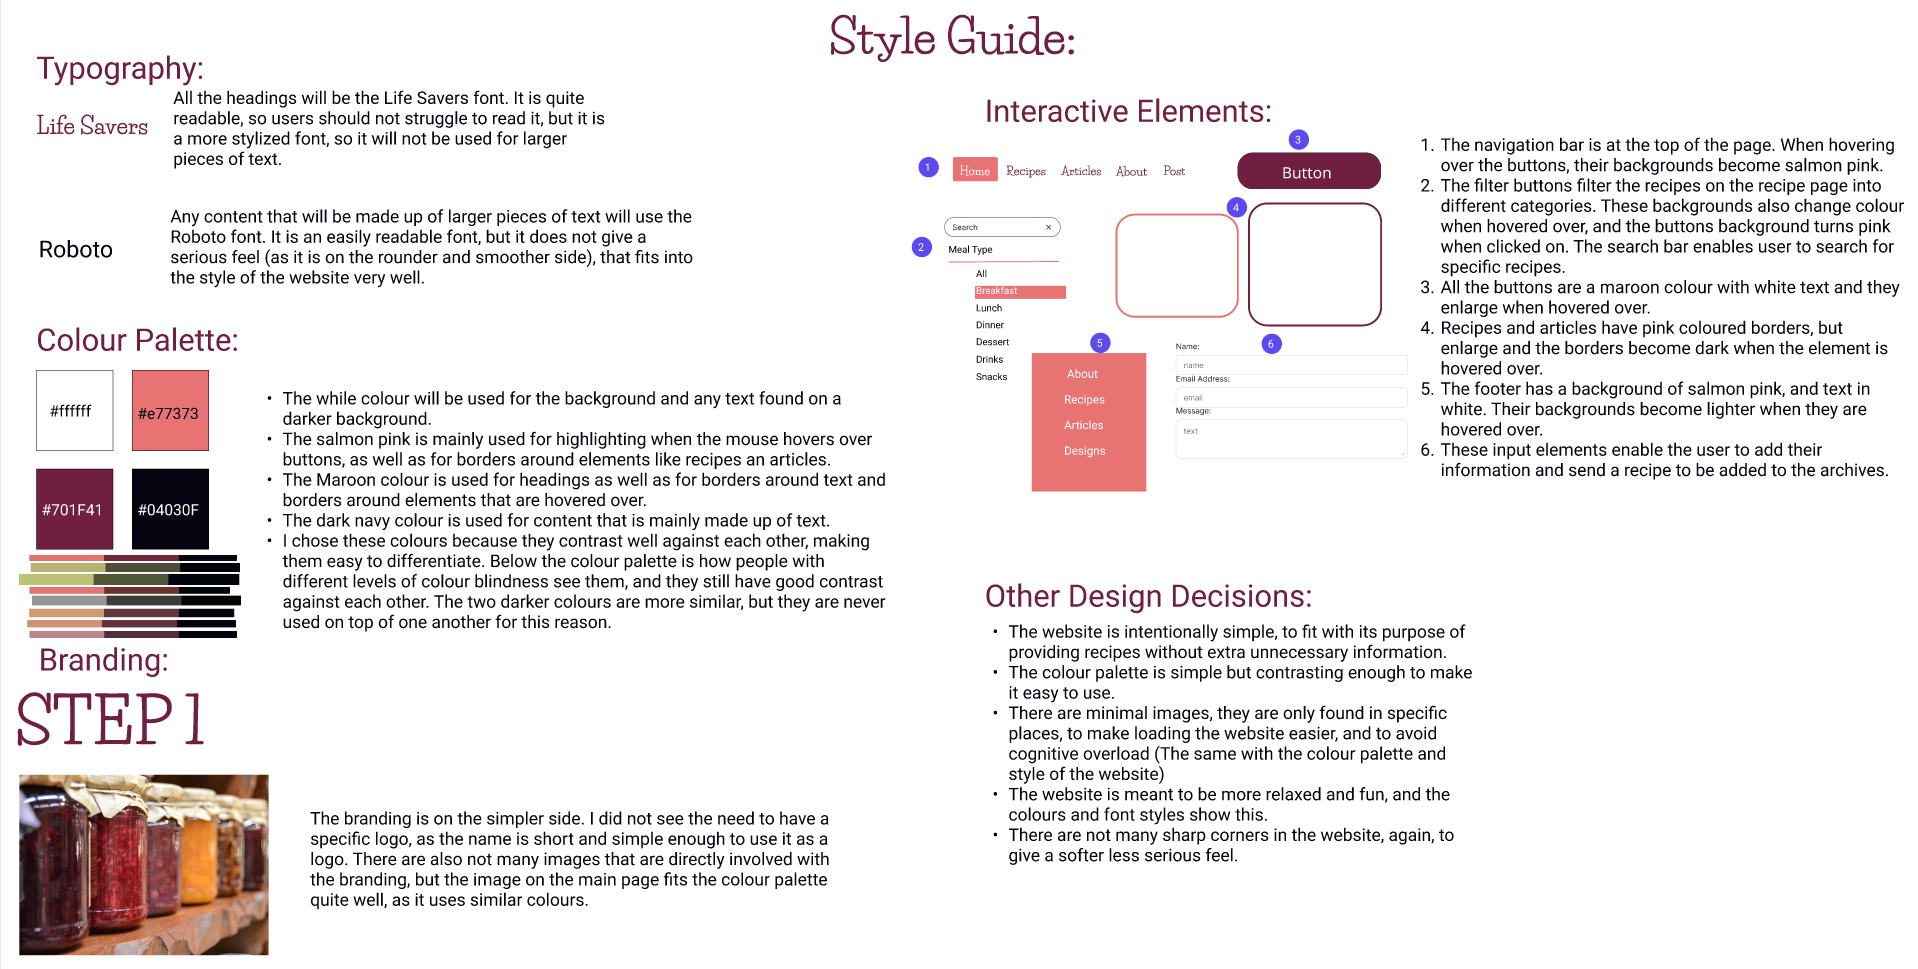 Style Guide:
Typography:
Life Savers
All the headings will be the Life Savers font. It is quite
readable, so users should not struggle to read it, but it is
a more stylized font, so it will not be used for larger
pieces of text.
Roboto
Any content that will be made up of larger pieces of text will use the
Roboto font. It is an easily readable font, but it does not give a
serious feel (as it is on the rounder and smoother side), that fits into
the style of the website very well.
Colour Palette:
#ffffff
#e77373
#701F41
#04030F
• The while colour will be used for the background and any text found on a
darker background.
• The salmon pink is mainly used for highlighting when the mouse hovers over
buttons, as well as for borders around elements like recipes an articles.
• The Maroon colour is used for headings as well as for borders around text and
borders around elements that are hovered over.
• The dark navy colour is used for content that is mainly made up of text.
• I chose these colours because they contrast well against each other, making
them easy to differentiate. Below the colour palette is how people with
different levels of colour blindness see them, and they still have good contrast
against each other. The two darker colours are more similar, but they are never
used on top of one another for this reason.
Branding:
STEP 1
The branding is on the simpler side. I did not see the need to have a
specific logo, as the name is short and simple enough to use it as a
logo. There are also not many images that are directly involved with
the branding, but the image on the main page fits the colour palette
quite well, as it uses similar colours.
Interactive Elements:
1
Home Recipes Articles About Post
3
Button
2
Search ×
Meal Type
All
Breakfast
Lunch
Dinner
Dessert
Drinks
Snacks
4
5
About
Recipes
Articles
Designs
6
Name:
name
Email Address:
email
Message:
text
1. The navigation bar is at the top of the page. When hovering
over the buttons, their backgrounds become salmon pink.
2. The filter buttons filter the recipes on the recipe page into
different categories. These backgrounds also change colour
when hovered over, and the buttons background turns pink
when clicked on. The search bar enables user to search for
specific recipes.
3. All the buttons are a maroon colour with white text and they
enlarge when hovered over.
4. Recipes and articles have pink coloured borders, but
enlarge and the borders become dark when the element is
hovered over.
5. The footer has a background of salmon pink, and text in
white. Their backgrounds become lighter when they are
hovered over.
6. These input elements enable the user to add their
information and send a recipe to be added to the archives.
Other Design Decisions:
• The website is intentionally simple, to fit with its purpose of
providing recipes without extra unnecessary information.
• The colour palette is simple but contrasting enough to make
it easy to use.
• There are minimal images, they are only found in specific
places, to make loading the website easier, and to avoid
cognitive overload (The same with the colour palette and
style of the website)
• The website is meant to be more relaxed and fun, and the
colours and font styles show this.
• There are not many sharp corners in the website, again, to
give a softer less serious feel.